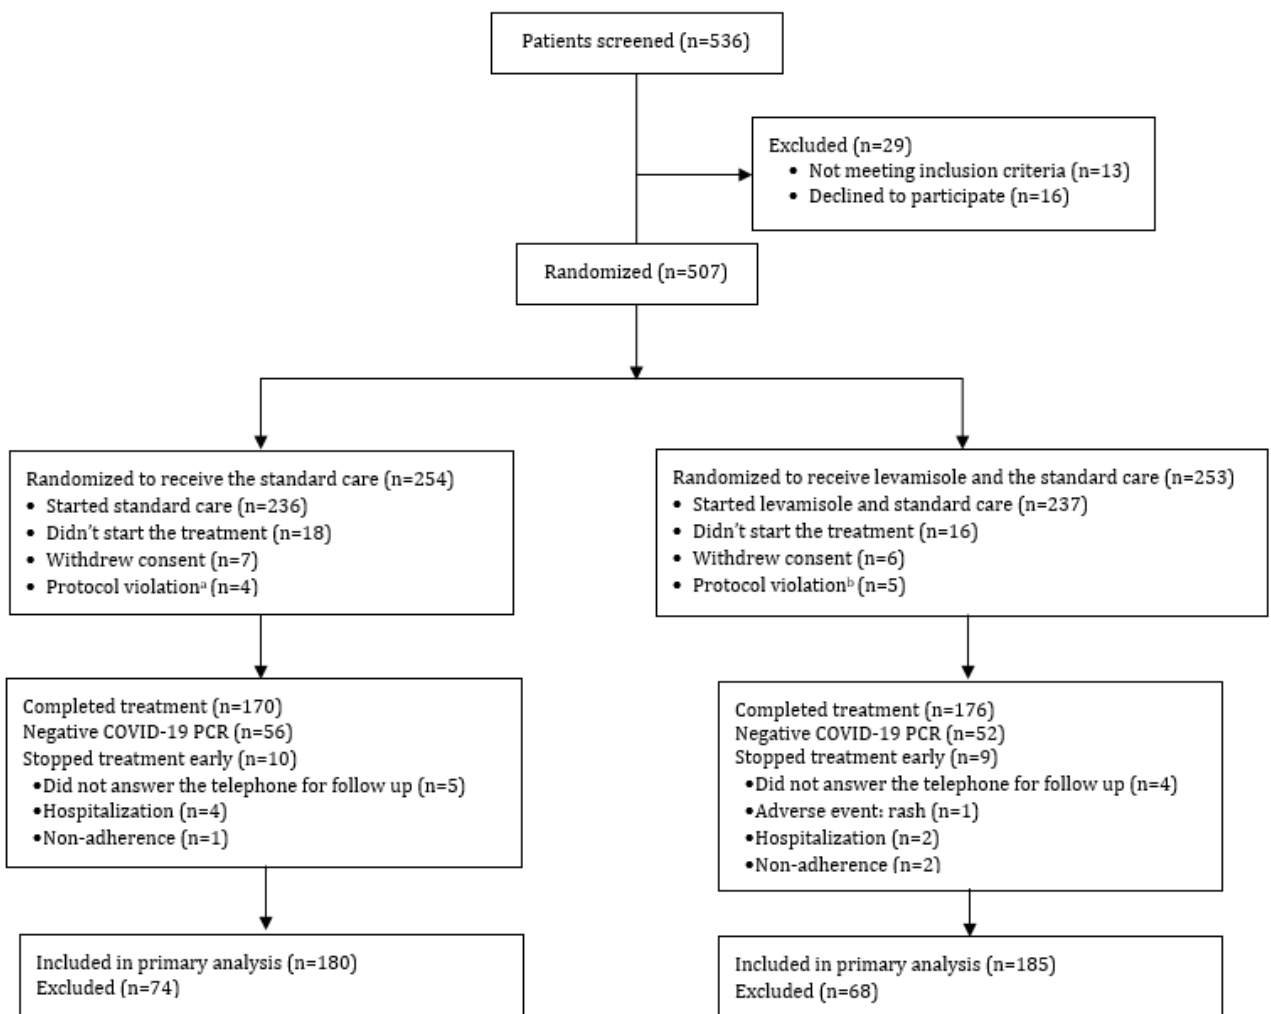 Patients screened (n=536)
Excluded (n=29)
• Not meeting inclusion criteria (n=13)
• Declined to participate (n=16)
Randomized (n=507)
Randomized to receive the standard care (n=254)
• Started standard care (n=236)
• Didn't start the treatment (n=18)
• Withdrew consent (n=7)
• Protocol violationᵃ (n=4)
Randomized to receive levamisole and the standard care (n=253)
• Started levamisole and standard care (n=237)
• Didn't start the treatment (n=16)
• Withdrew consent (n=6)
• Protocol violationᵇ (n=5)
Completed treatment (n=170)
Negative COVID-19 PCR (n=56)
Stopped treatment early (n=10)
•Did not answer the telephone for follow up (n=5)
•Hospitalization (n=4)
•Non-adherence (n=1)
Completed treatment (n=176)
Negative COVID-19 PCR (n=52)
Stopped treatment early (n=9)
•Did not answer the telephone for follow up (n=4)
•Adverse event: rash (n=1)
•Hospitalization (n=2)
•Non-adherence (n=2)
Included in primary analysis (n=180)
Excluded (n=74)
Included in primary analysis (n=185)
Excluded (n=68)